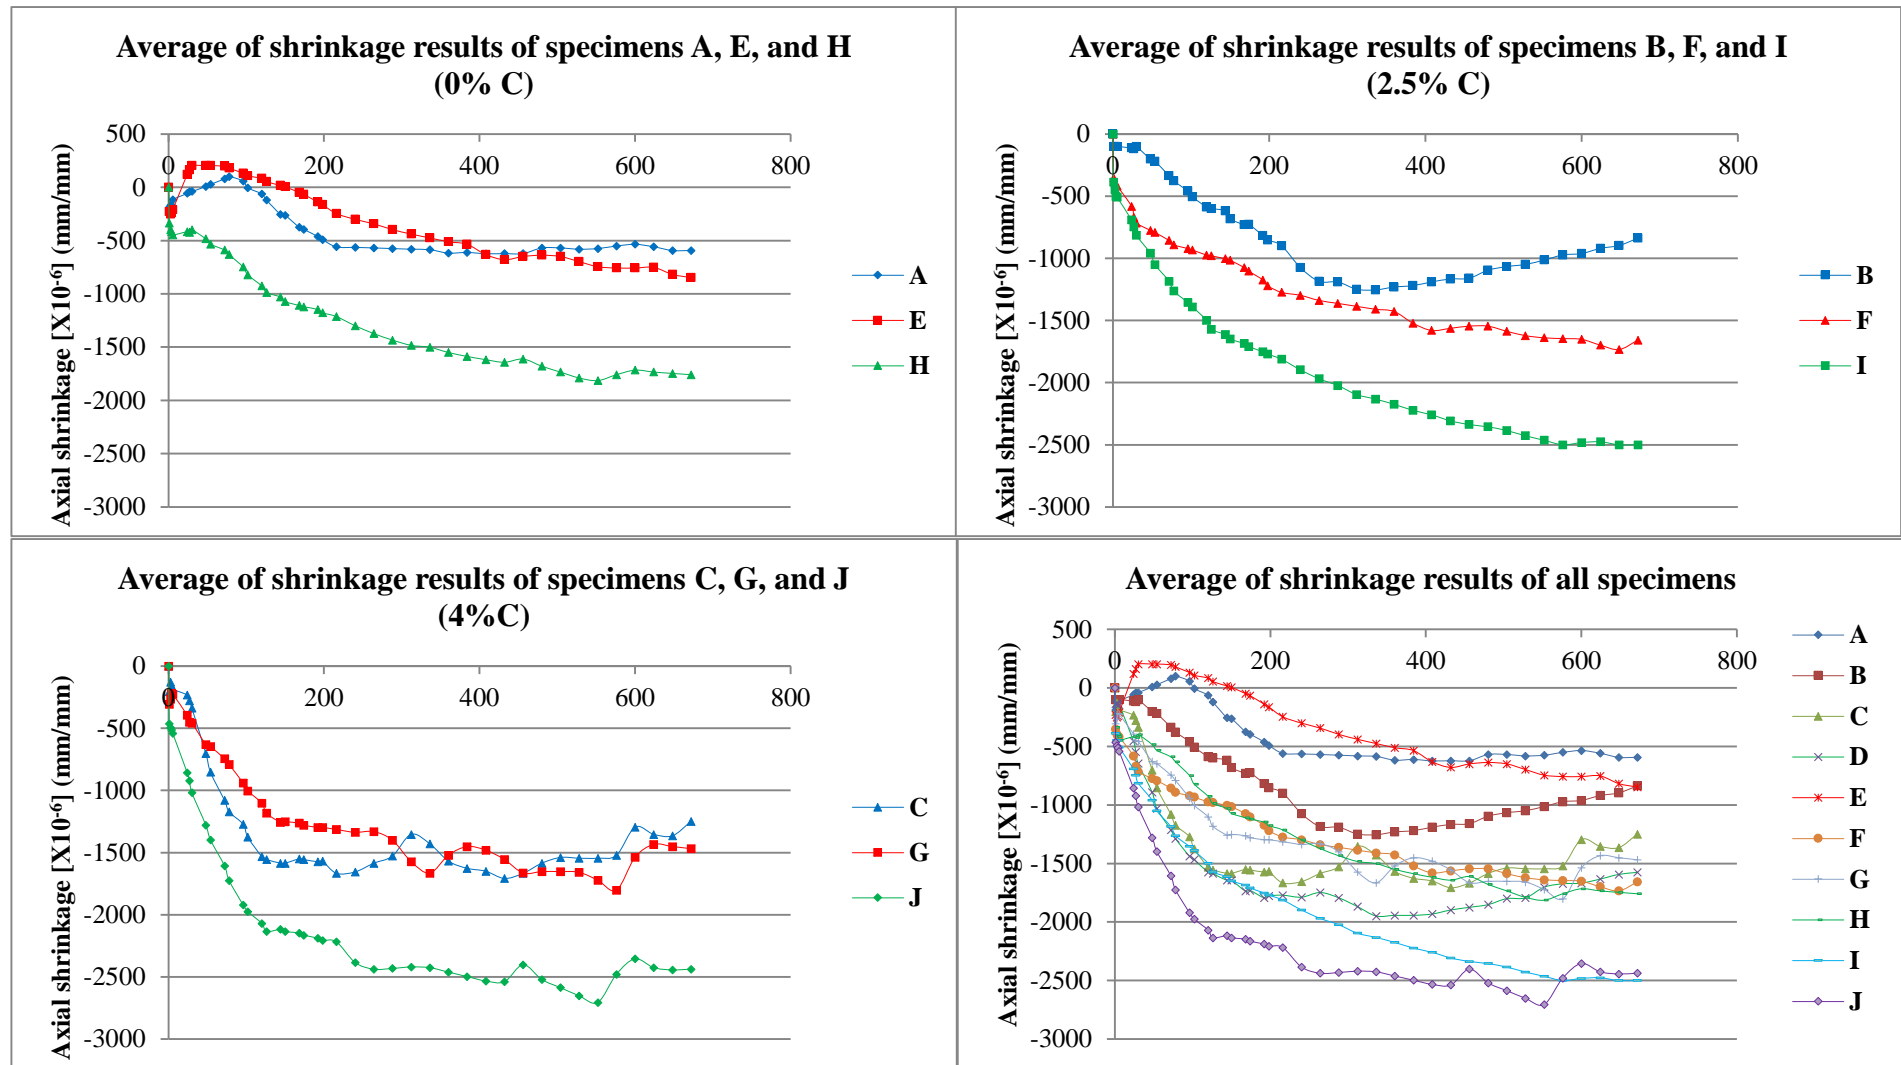 Average of shrinkage results of specimens A, E, and H
(0% C)
500
0
-500
-1000
-1500
-2000
-2500
-3000
0
200
400
600
800
Axial shrinkage [X10-6] (mm/mm)
A
E
H
Average of shrinkage results of specimens B, F, and I
(2.5% C)
0
-500
-1000
-1500
-2000
-2500
-3000
0
200
400
600
800
Axial shrinkage [X10-6] (mm/mm)
B
F
I
Average of shrinkage results of specimens C, G, and J
(4%C)
0
-500
-1000
-1500
-2000
-2500
-3000
0
200
400
600
800
Axial shrinkage [X10-6] (mm/mm)
C
G
J
Average of shrinkage results of all specimens
500
0
-500
-1000
-1500
-2000
-2500
-3000
0
200
400
600
800
Axial shrinkage [X10-6] (mm/mm)
A
B
C
D
E
F
G
H
I
J